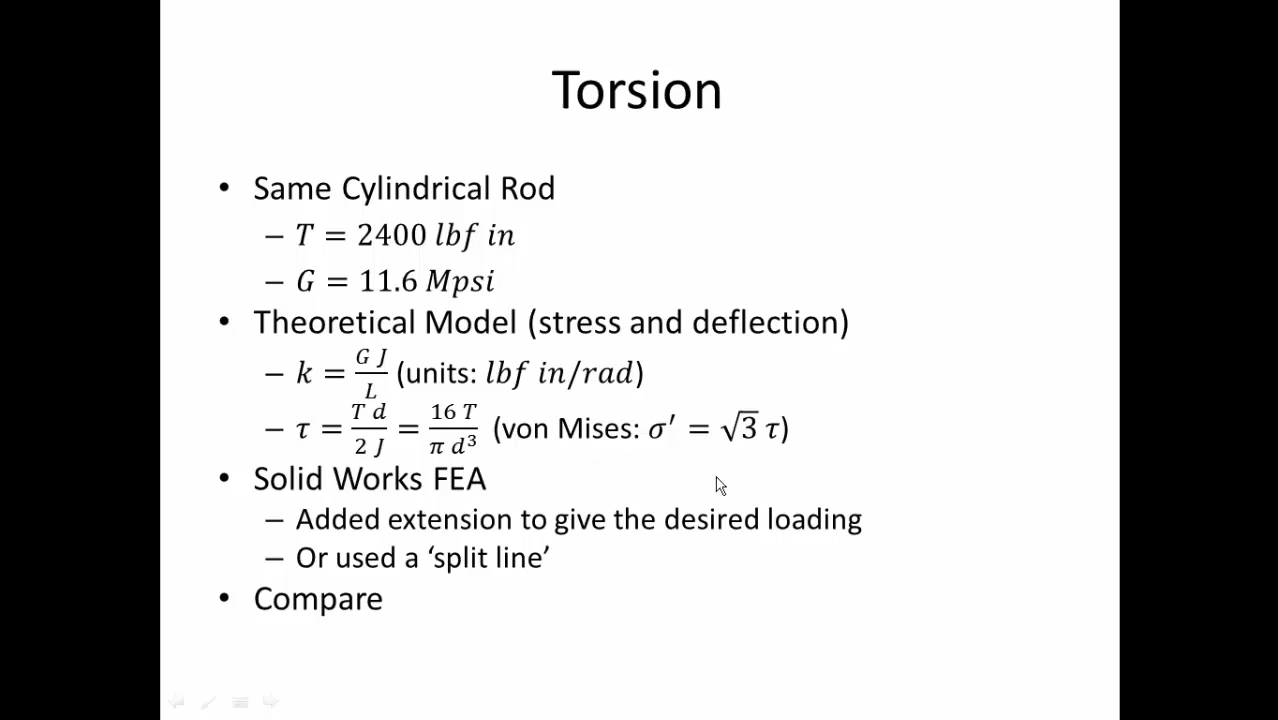 Torsion
• Same Cylindrical Rod
– T = 2400 lbf in
– G = 11.6 Mpsi
• Theoretical Model (stress and deflection)
– k = G J / L (units: lbf in/rad)
– τ = T d / 2 J = 16 T / π d³ (von Mises: σ′ = √3 τ)
• Solid Works FEA
– Added extension to give the desired loading
– Or used a ‘split line’
• Compare